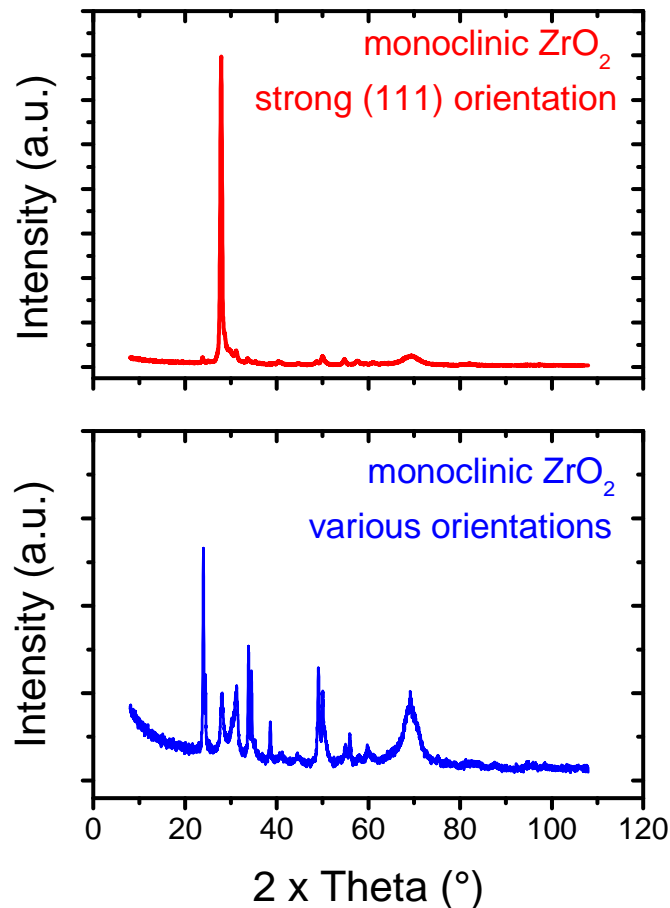 monoclinic ZrO₂
strong (111) orientation
Intensity (a.u.)
monoclinic ZrO₂
various orientations
Intensity (a.u.)
0 20 40 60 80 100 120
2 x Theta (°)